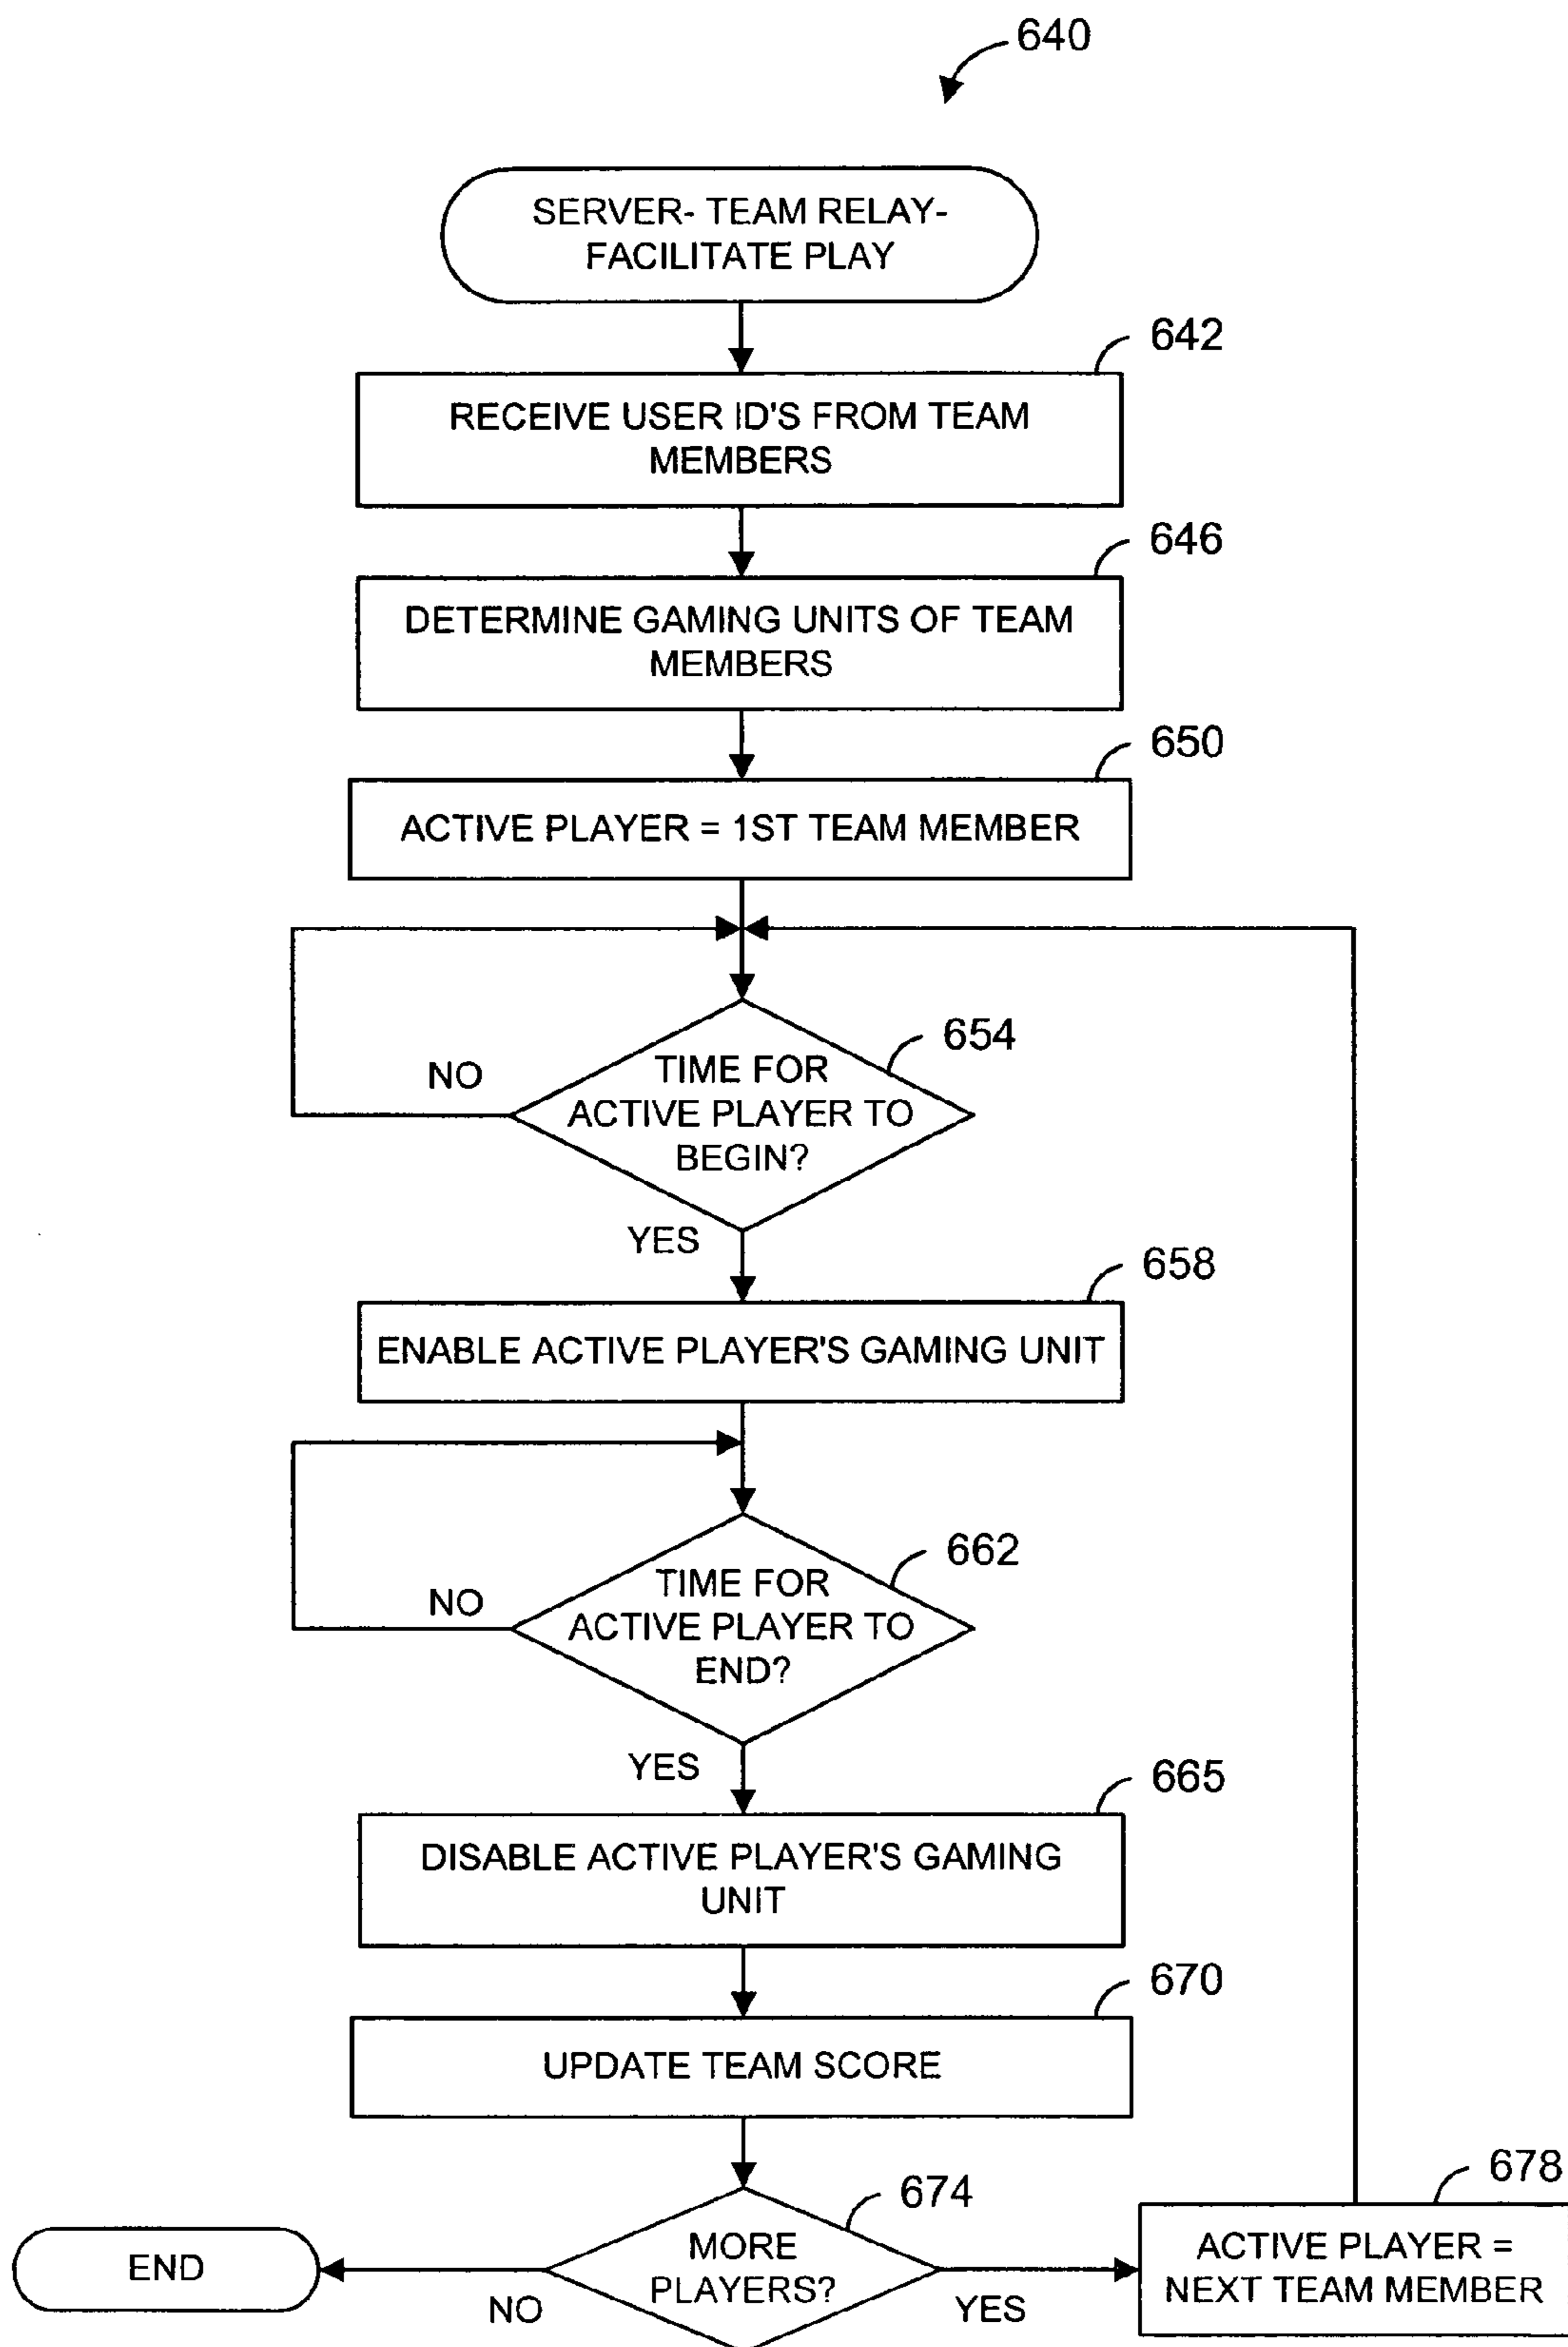 640
SERVER- TEAM RELAY-
FACILITATE PLAY
642
RECEIVE USER ID'S FROM TEAM
MEMBERS
646
DETERMINE GAMING UNITS OF TEAM
MEMBERS
650
ACTIVE PLAYER = 1ST TEAM MEMBER
654
NO
TIME FOR
ACTIVE PLAYER TO
BEGIN?
YES
658
ENABLE ACTIVE PLAYER'S GAMING UNIT
662
NO
TIME FOR
ACTIVE PLAYER TO
END?
YES
665
DISABLE ACTIVE PLAYER'S GAMING
UNIT
670
UPDATE TEAM SCORE
674
MORE
PLAYERS?
NO
END
YES
678
ACTIVE PLAYER =
NEXT TEAM MEMBER